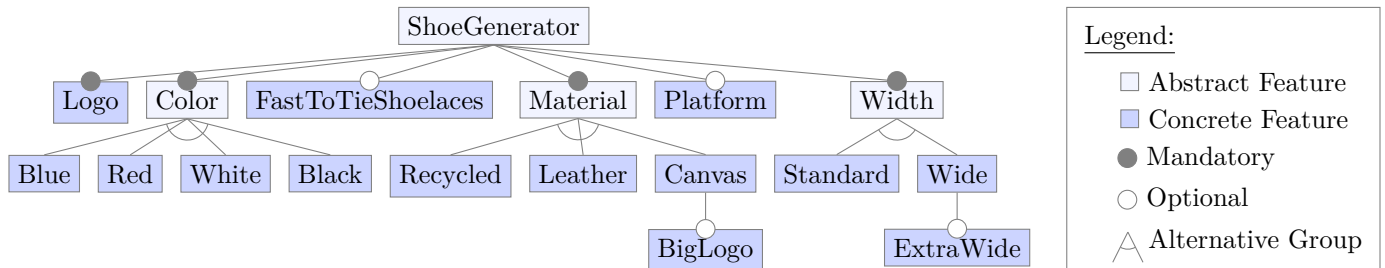 ShoeGenerator
Logo Color FastToTieShoelaces Material Platform Width
Blue Red White Black Recycled Leather Canvas Standard Wide
BigLogo ExtraWide
Legend:
Abstract Feature
Concrete Feature
Mandatory
Optional
Alternative Group